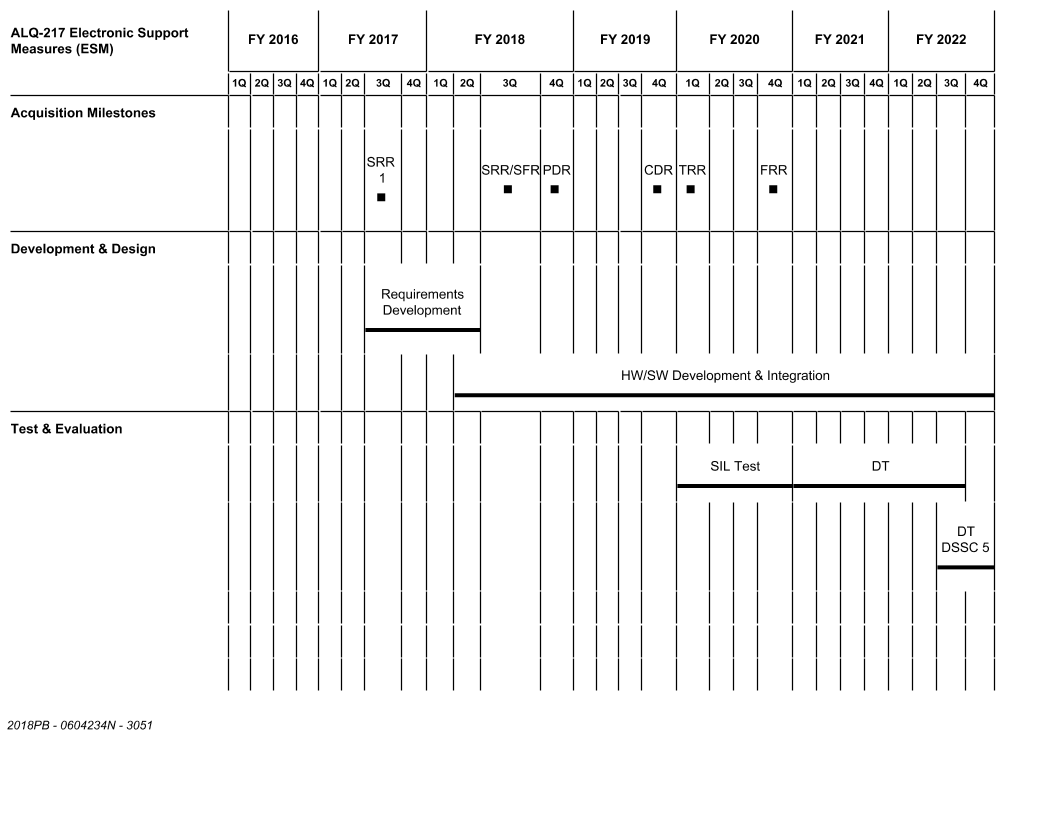 ALQ-217 Electronic Support
Measures (ESM)
FY 2016 FY 2017 FY 2018 FY 2019 FY 2020 FY 2021 FY 2022
1Q 2Q 3Q 4Q 1Q 2Q 3Q 4Q 1Q 2Q 3Q 4Q 1Q 2Q 3Q 4Q 1Q 2Q 3Q 4Q 1Q 2Q 3Q 4Q 1Q 2Q 3Q 4Q
Acquisition Milestones
SRR
1
SRR/SFR PDR CDR TRR FRR
Development & Design
Requirements
Development
HW/SW Development & Integration
Test & Evaluation
SIL Test DT
DT
DSSC 5
2018PB - 0604234N - 3051